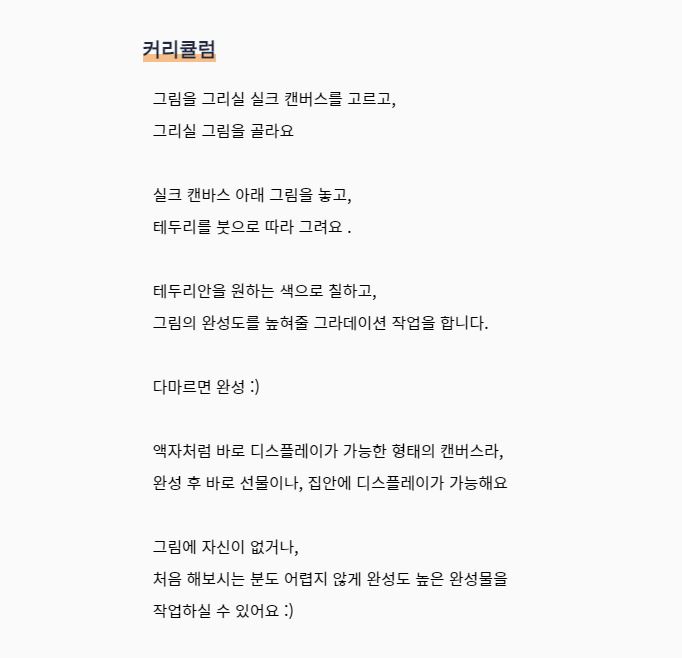 커리큘럼
그림을 그리실 실크 캔버스를 고르고,
그리실 그림을 골라요
실크 캔바스 아래 그림을 놓고,
테두리를 붓으로 따라 그려요 .
테두리안을 원하는 색으로 칠하고,
그림의 완성도를 높혀줄 그라데이션 작업을 합니다.
다마르면 완성 :)
액자처럼 바로 디스플레이가 가능한 형태의 캔버스라,
완성 후 바로 선물이나, 집안에 디스플레이가 가능해요
그림에 자신이 없거나,
처음 해보시는 분도 어렵지 않게 완성도 높은 완성물을
작업하실 수 있어요 :)